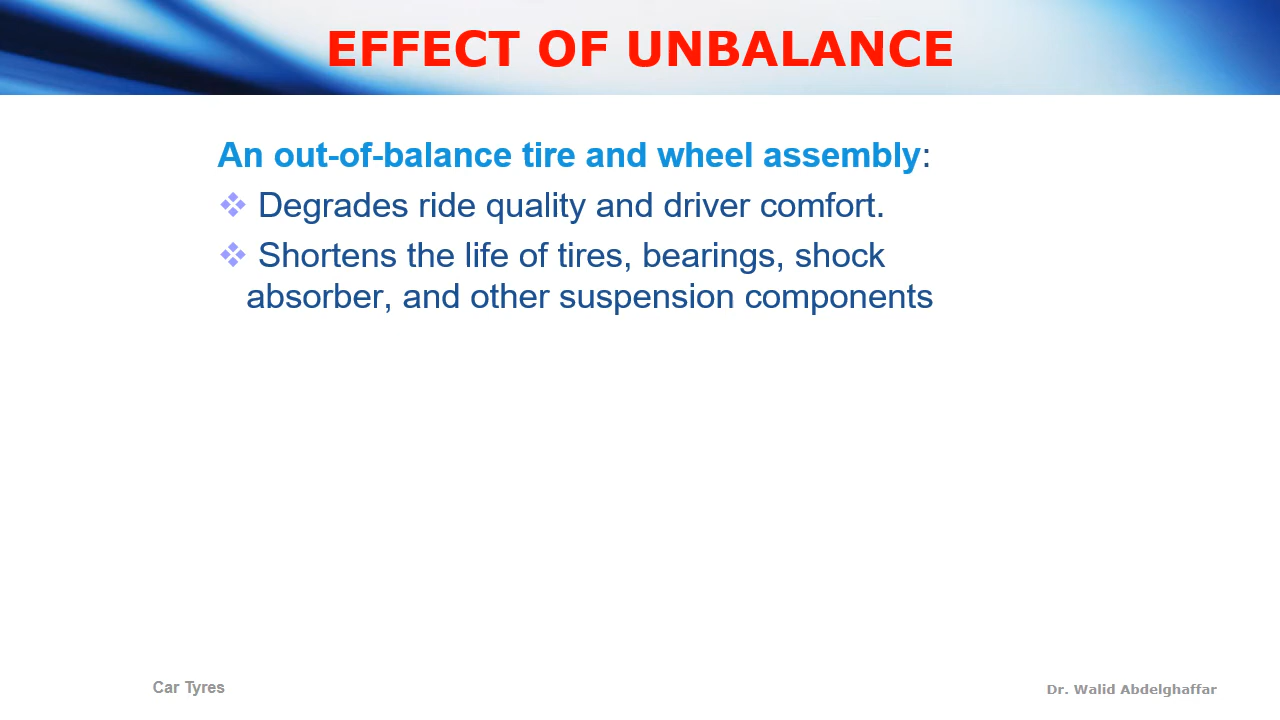 EFFECT OF UNBALANCE
An out-of-balance tire and wheel assembly:
❖ Degrades ride quality and driver comfort.
❖ Shortens the life of tires, bearings, shock
absorber, and other suspension components
Car Tyres
Dr. Walid Abdelghaffar